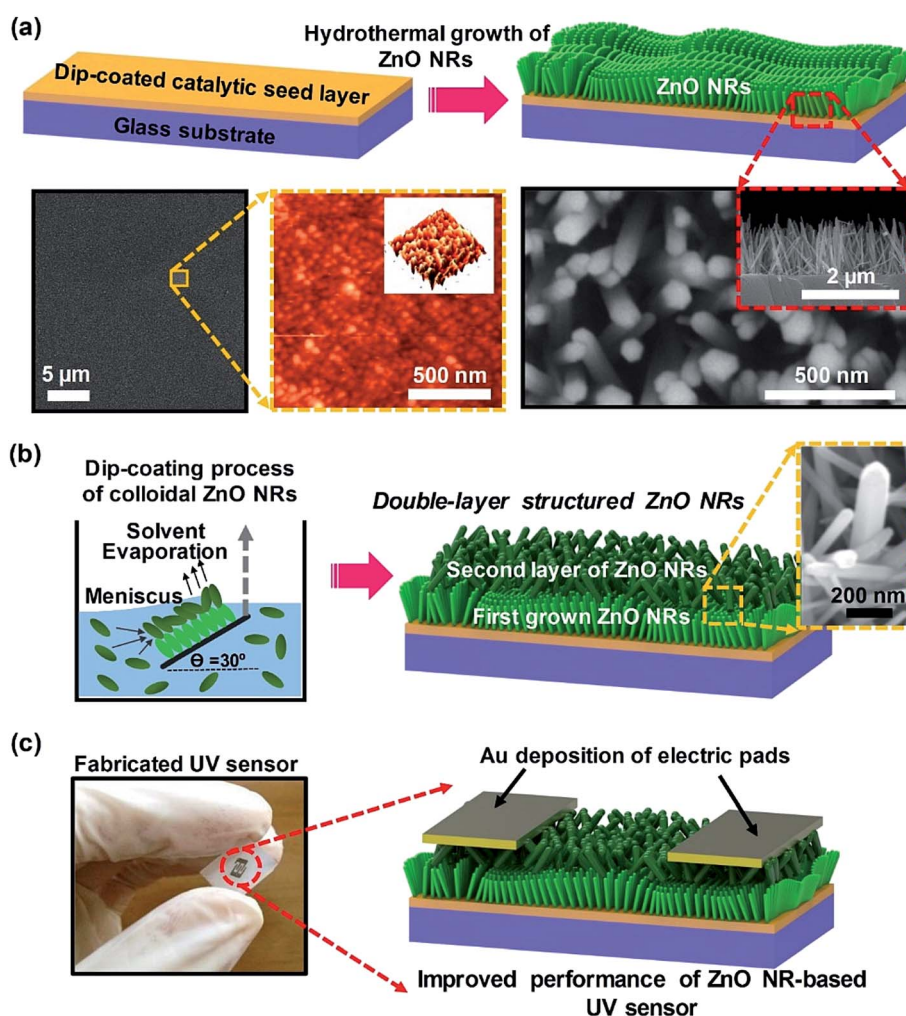 (a)
Hydrothermal growth of
ZnO NRs
Dip-coated catalytic seed layer
Glass substrate
ZnO NRs
5 µm
500 nm
2 µm
500 nm
(b)
Dip-coating process
of colloidal ZnO NRs
Solvent
Evaporation
Meniscus
Θ =30º
Double-layer structured ZnO NRs
Second layer of ZnO NRs
First grown ZnO NRs
200 nm
(c)
Fabricated UV sensor
Au deposition of electric pads
Improved performance of ZnO NR-based
UV sensor